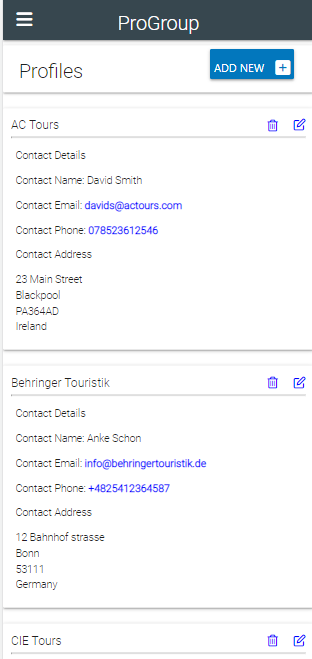 ProGroup
Profiles
ADD NEW
AC Tours
Contact Details
Contact Name: David Smith
Contact Email: davids@actours.com
Contact Phone: 078523612546
Contact Address
23 Main Street
Blackpool
PA364AD
Ireland
Behringer Touristik
Contact Details
Contact Name: Anke Schon
Contact Email: info@behringertouristik.de
Contact Phone: +4825412364587
Contact Address
12 Bahnhof strasse
Bonn
53111
Germany
CIE Tours